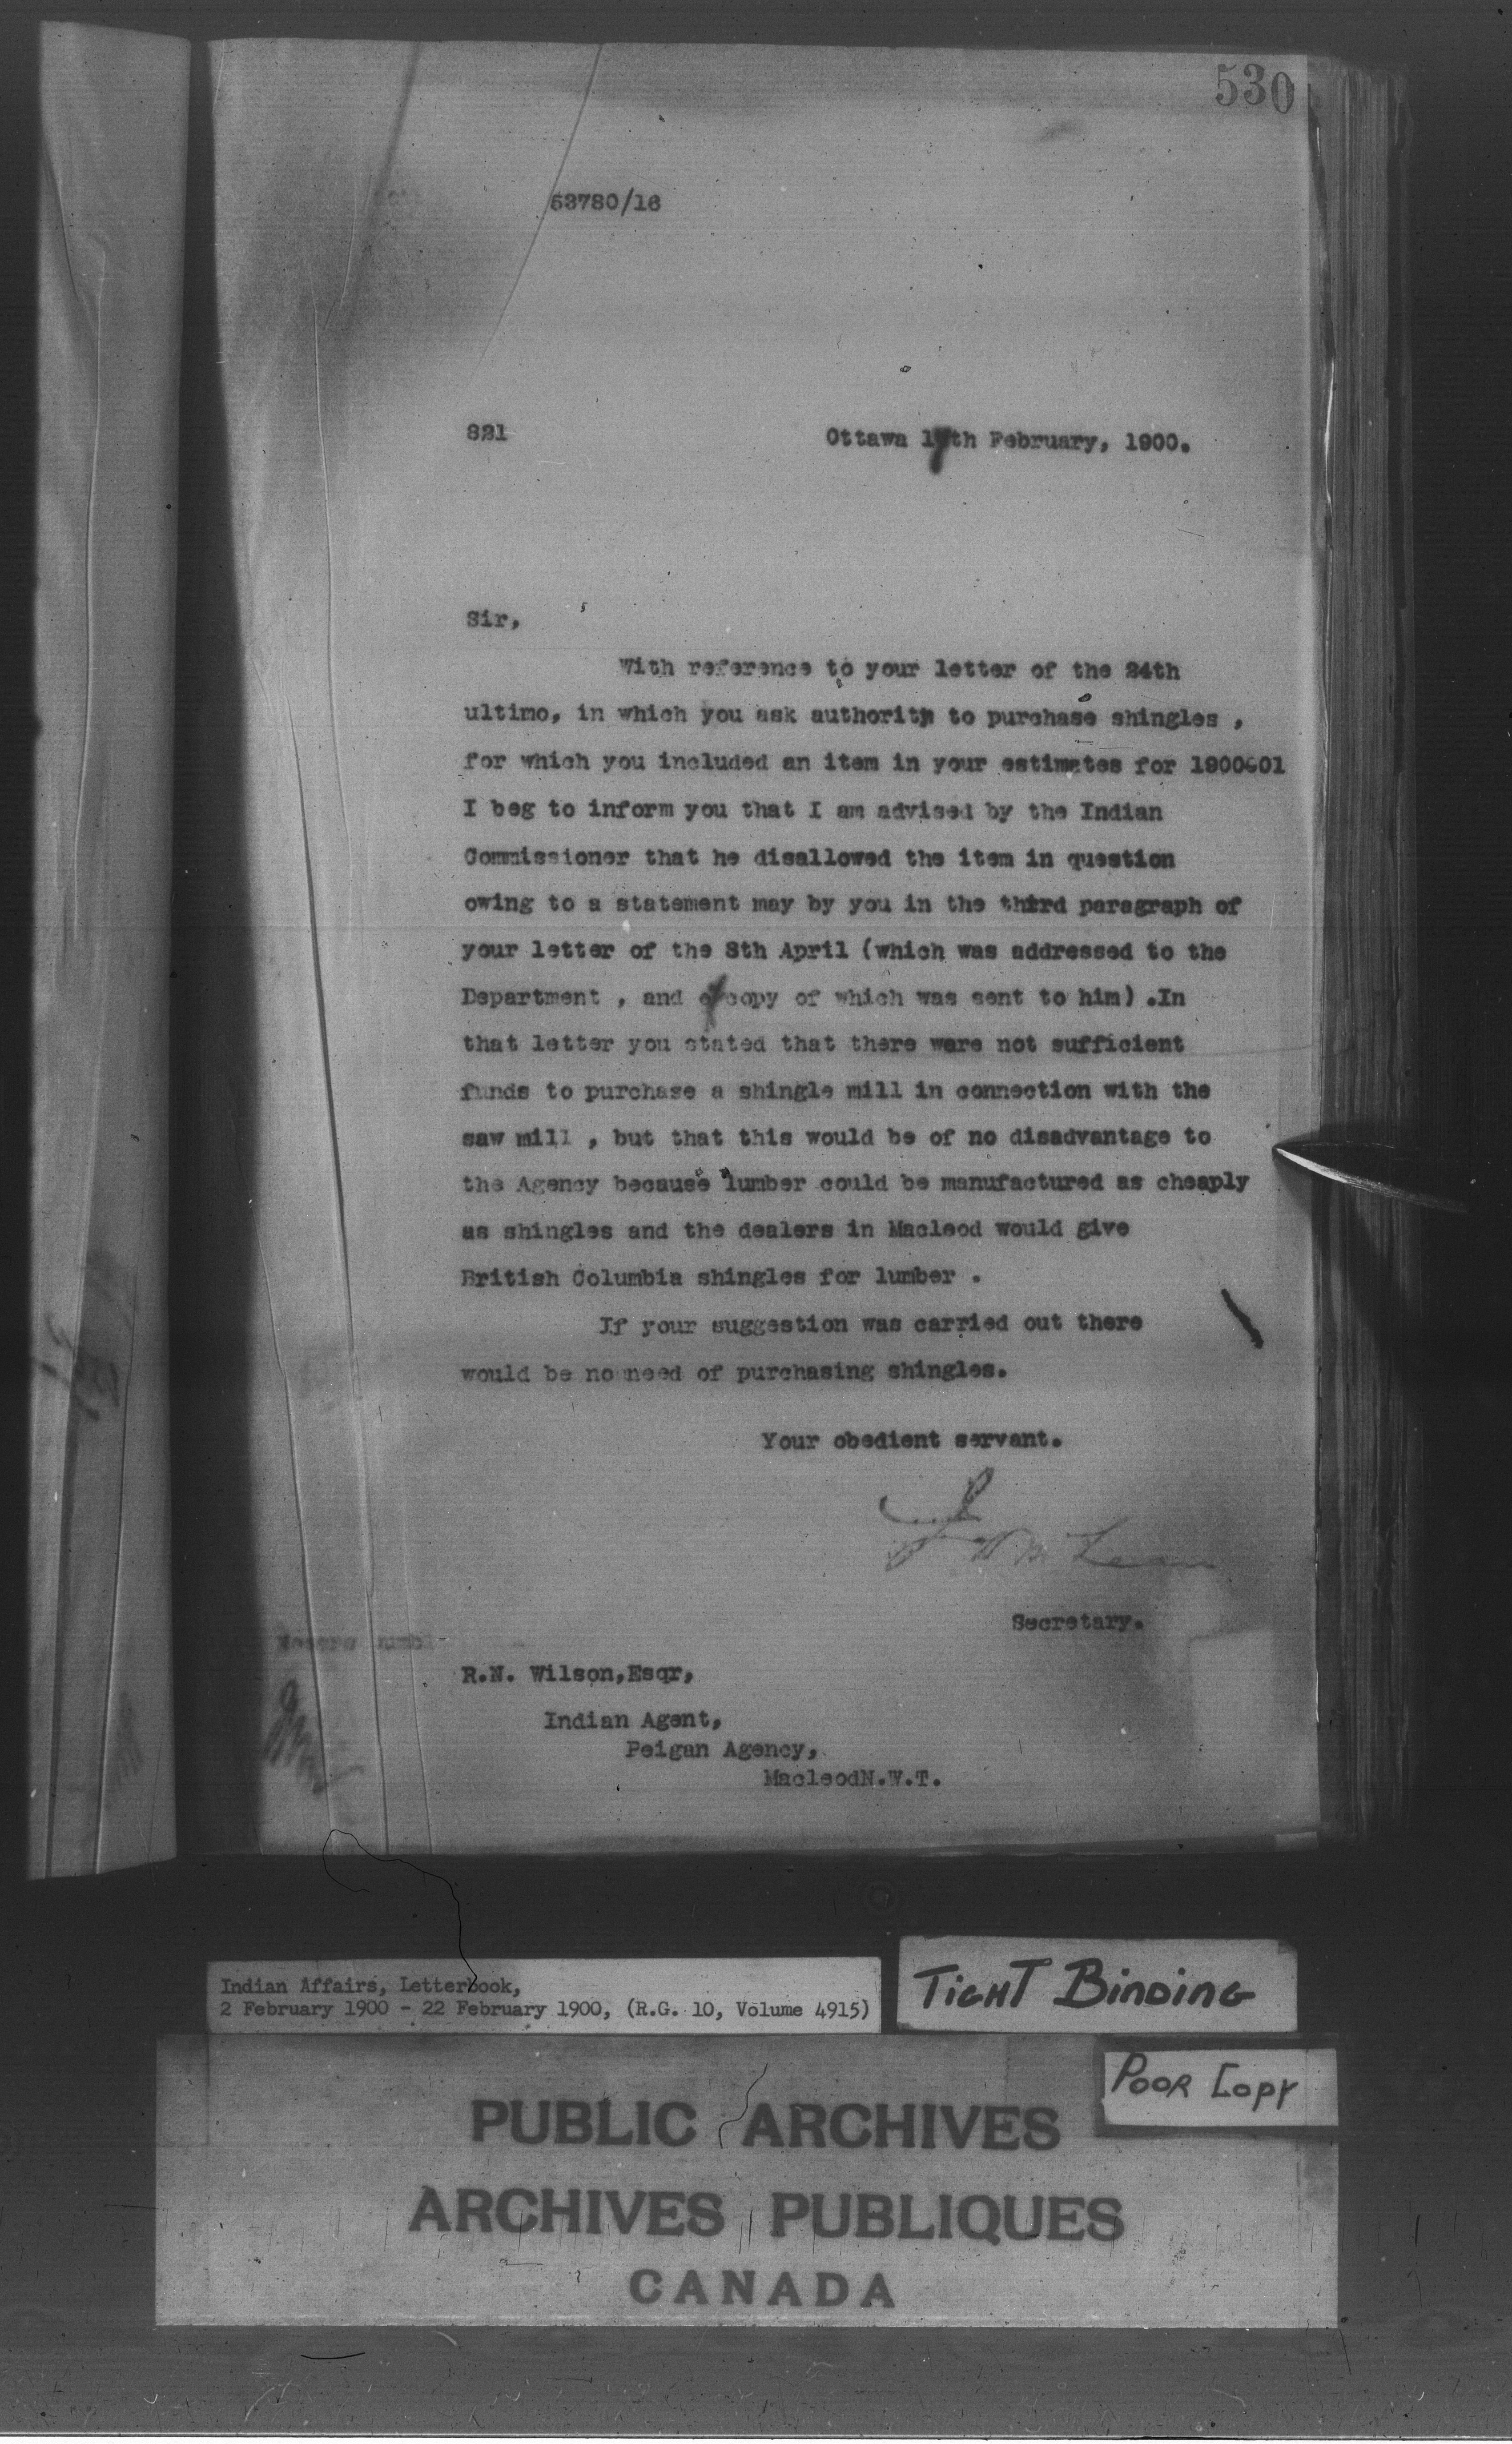 530
53780/16
821
Ottawa 17th February, 1900.
Sir,
With reference to your letter of the 24th
ultimo, in which you ask authority to purchase shingles ,
for which you included an item in your estimates for 1900-01
I beg to inform you that I am advised by the Indian
Commissioner that he disallowed the item in question
owing to a statement may by you in the third paragraph of
your letter of the 8th April (which was addressed to the
Department , and copy of which was sent to him) .In
that letter you stated that there were not sufficient
funds to purchase a shingle mill in connection with the
saw mill , but that this would be of no disadvantage to
the Agency because lumber could be manufactured as cheaply
as shingles and the dealers in Macleod would give
British Columbia shingles for lumber .
If your suggestion was carried out there
would be no need of purchasing shingles.
Your obedient servant.
McLean
Secretary.
R.N. Wilson,Esqr,
Indian Agent,
Peigan Agency,
MacleodN.W.T.
Indian Affairs, Letterbook,
2 February 1900 - 22 February 1900, (R.G. 10, Volume 4915)
TIGHT BINDING
POOR COPY
PUBLIC ARCHIVES
ARCHIVES PUBLIQUES
CANADA